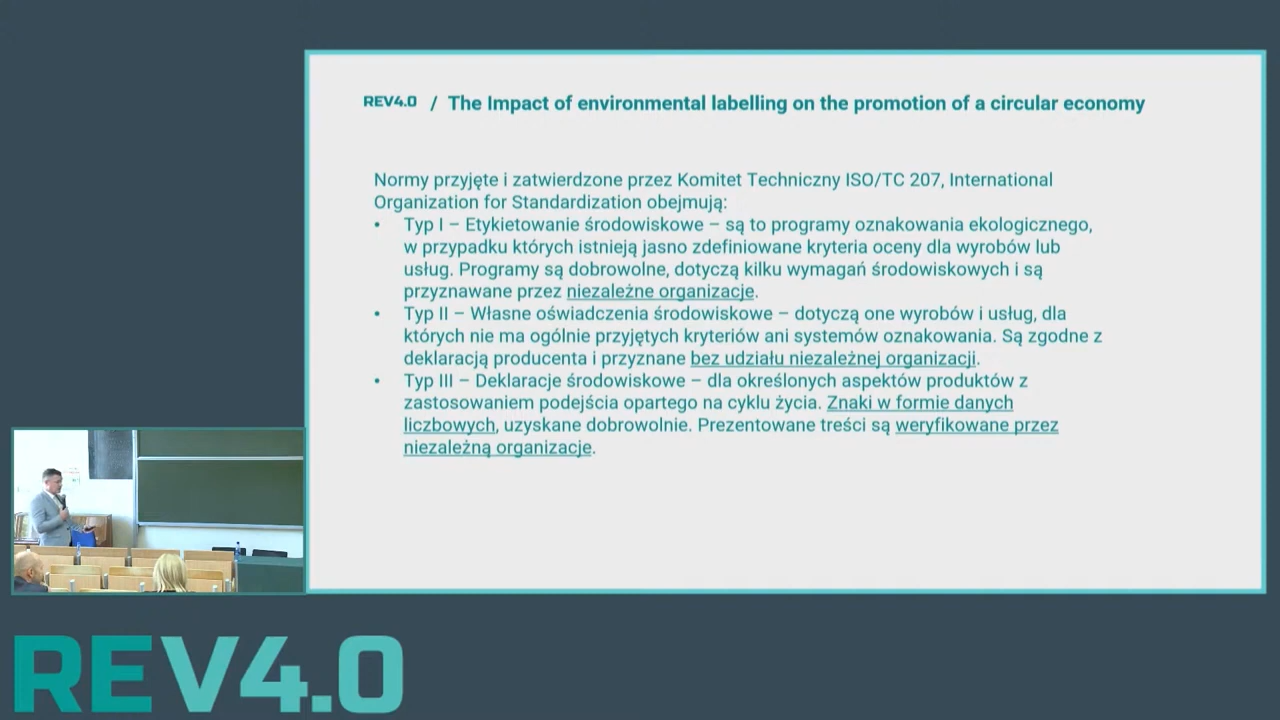 REV4.0 / The Impact of environmental labelling on the promotion of a circular economy
Normy przyjęte i zatwierdzone przez Komitet Techniczny ISO/TC 207, International
Organization for Standardization obejmują:
• Typ I – Etykietowanie środowiskowe – są to programy oznakowania ekologicznego,
w przypadku których istnieją jasno zdefiniowane kryteria oceny dla wyrobów lub
usług. Programy są dobrowolne, dotyczą kilku wymagań środowiskowych i są
przyznawane przez niezależne organizacje.
• Typ II – Własne oświadczenia środowiskowe – dotyczą one wyrobów i usług, dla
których nie ma ogólnie przyjętych kryteriów ani systemów oznakowania. Są zgodne z
deklaracją producenta i przyznane bez udziału niezależnej organizacji.
• Typ III – Deklaracje środowiskowe – dla określonych aspektów produktów z
zastosowaniem podejścia opartego na cyklu życia. Znaki w formie danych
liczbowych, uzyskane dobrowolnie. Prezentowane treści są weryfikowane przez
niezależną organizacje.
REV4.0